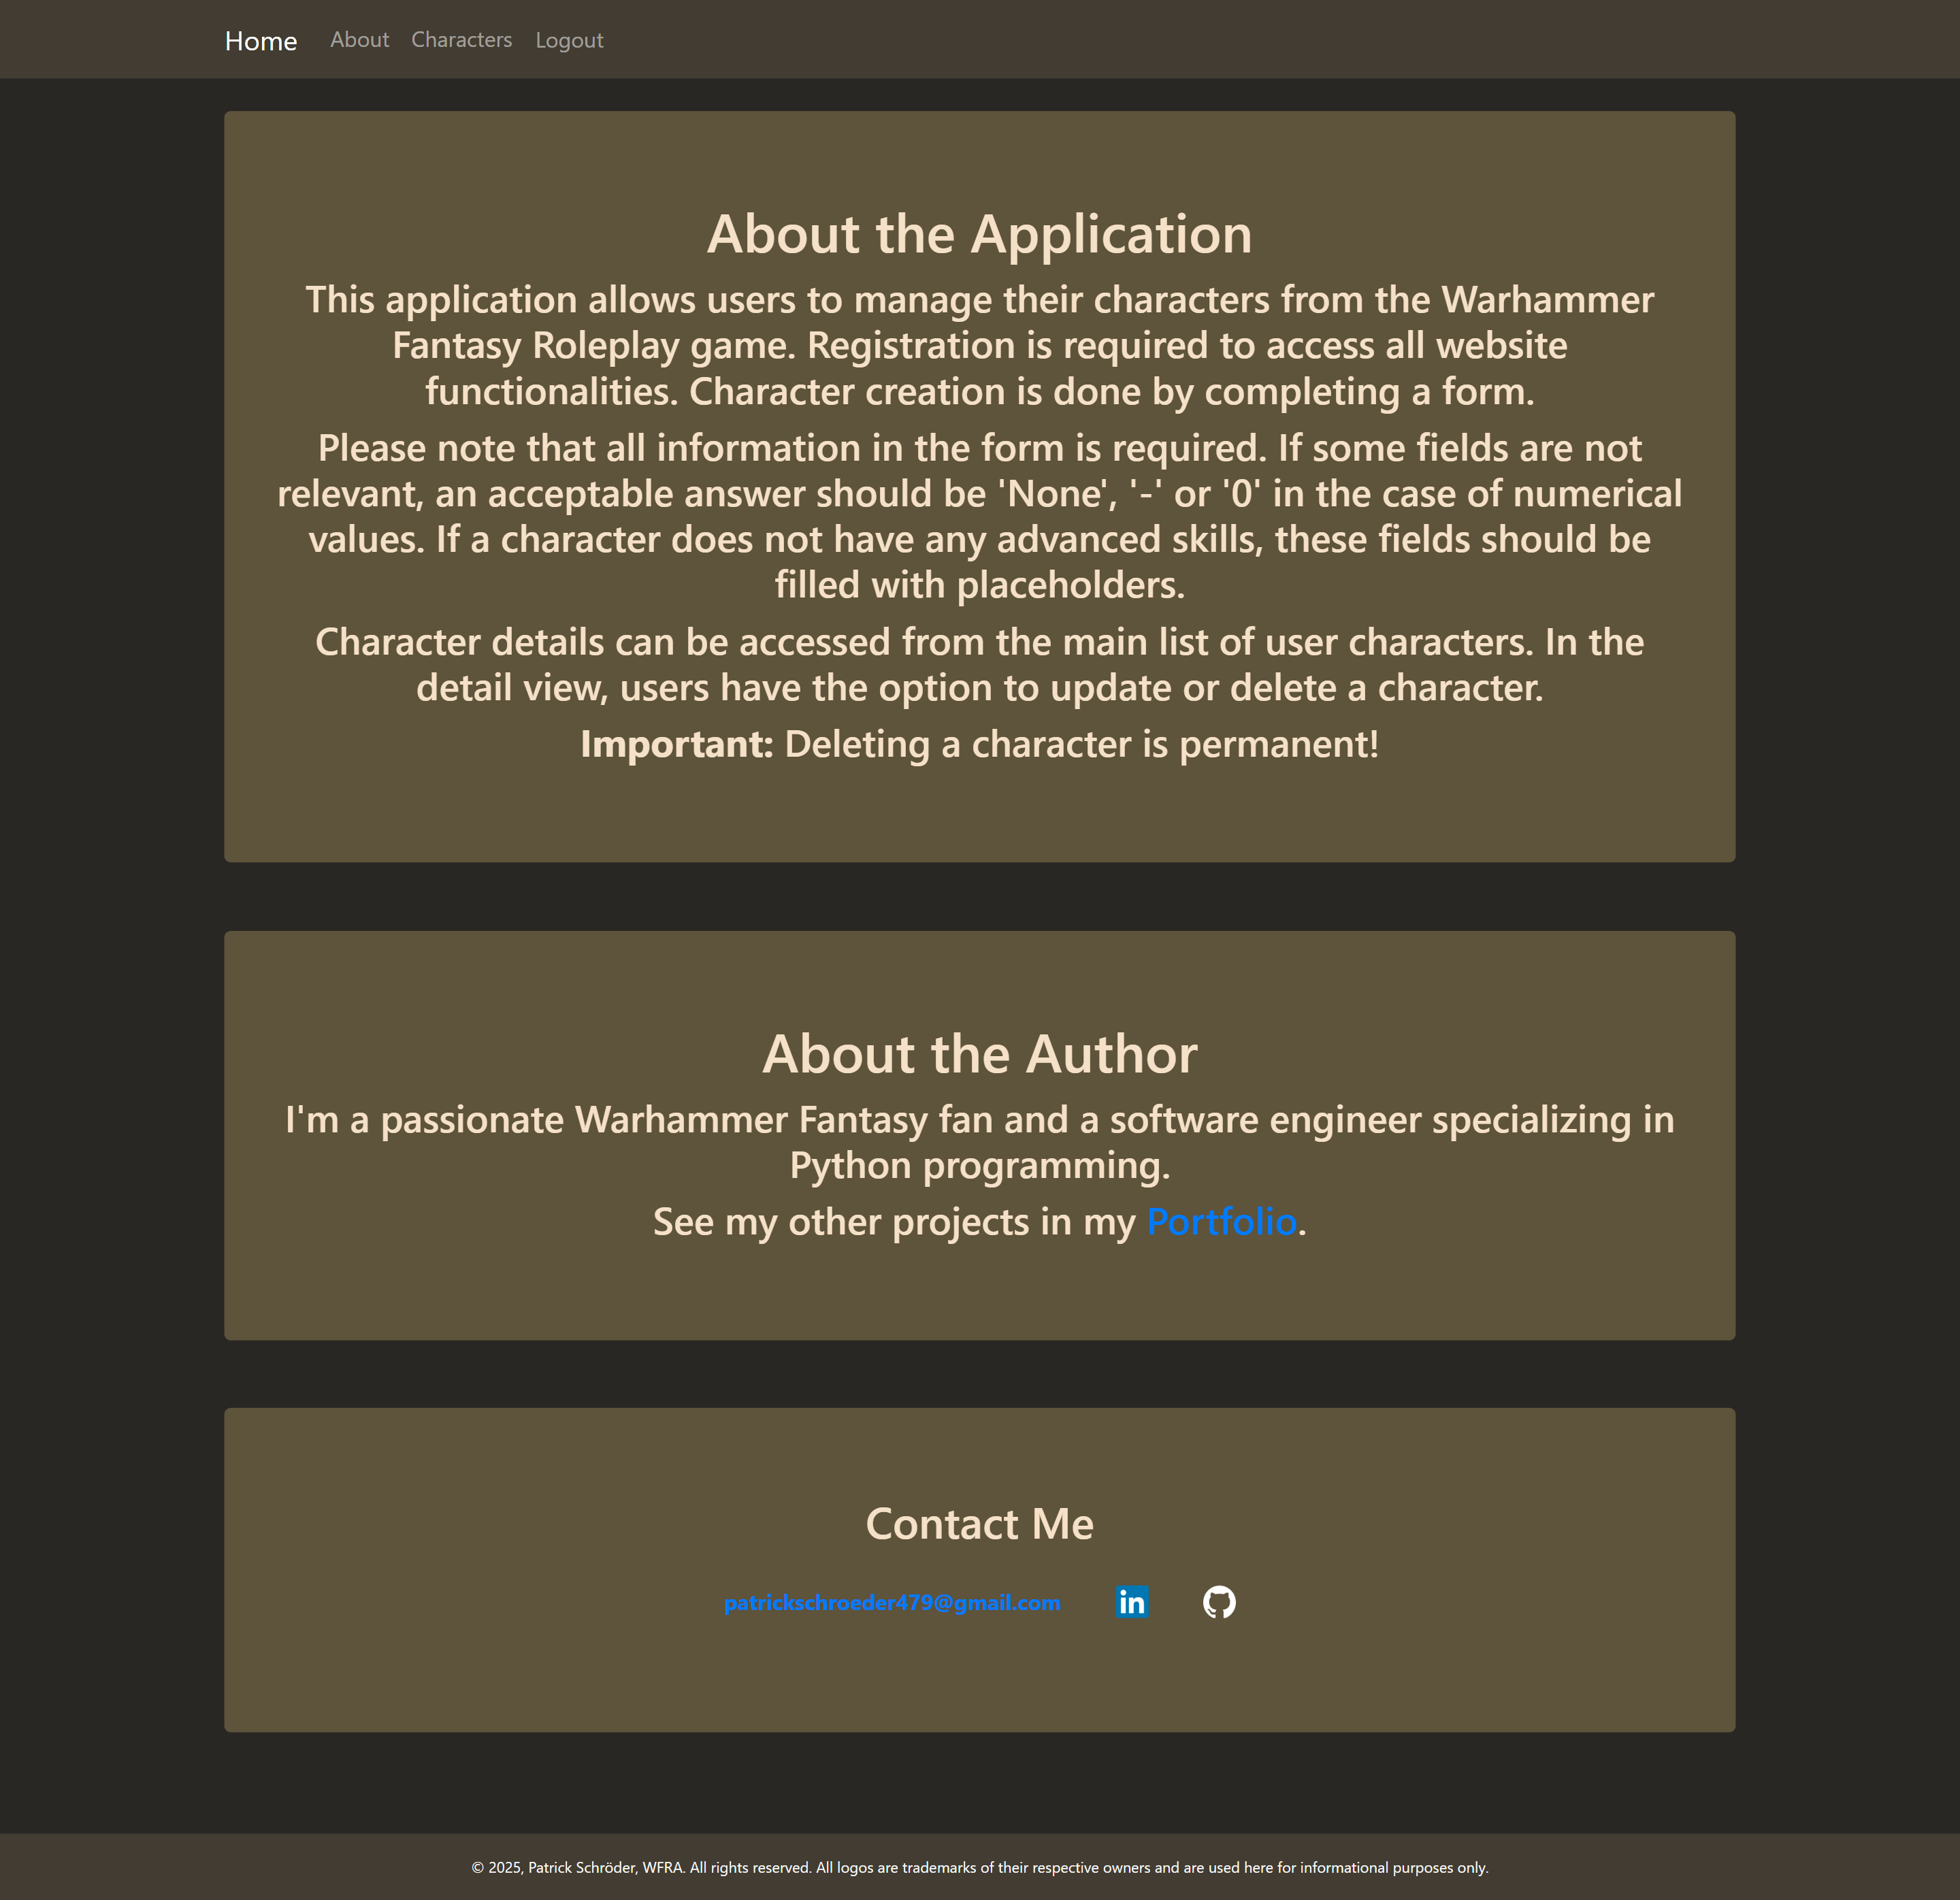 Home About Characters Logout
About the Application
This application allows users to manage their characters from the Warhammer
Fantasy Roleplay game. Registration is required to access all website
functionalities. Character creation is done by completing a form.
Please note that all information in the form is required. If some fields are not
relevant, an acceptable answer should be 'None', '-' or '0' in the case of numerical
values. If a character does not have any advanced skills, these fields should be
filled with placeholders.
Character details can be accessed from the main list of user characters. In the
detail view, users have the option to update or delete a character.
Important: Deleting a character is permanent!
About the Author
I'm a passionate Warhammer Fantasy fan and a software engineer specializing in
Python programming.
See my other projects in my Portfolio.
Contact Me
patrickschroeder479@gmail.com in
© 2025, Patrick Schröder, WFRA. All rights reserved. All logos are trademarks of their respective owners and are used here for informational purposes only.